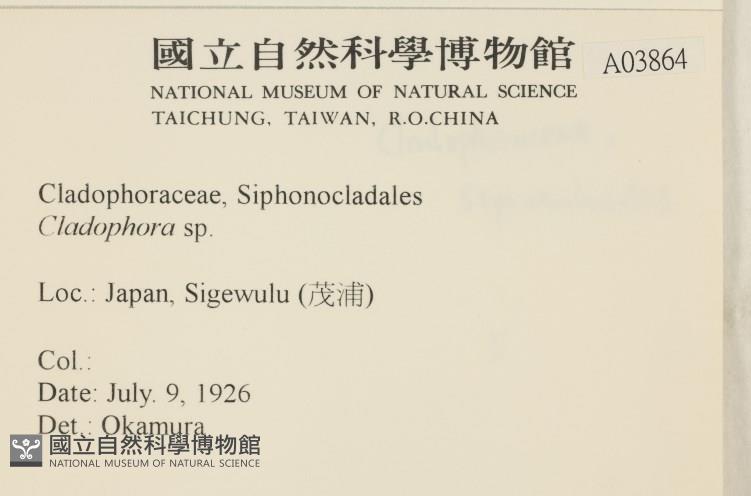 國立自然科學博物館
A03864
NATIONAL MUSEUM OF NATURAL SCIENCE
TAICHUNG, TAIWAN, R.O.CHINA
Cladophoraceae, Siphonocladales
Cladophora sp.
Loc.: Japan, Sigewulu (茂浦)
Col.:
Date: July. 9, 1926
Det.: Okamura
國立自然科學博物館
NATIONAL MUSEUM OF NATURAL SCIENCE